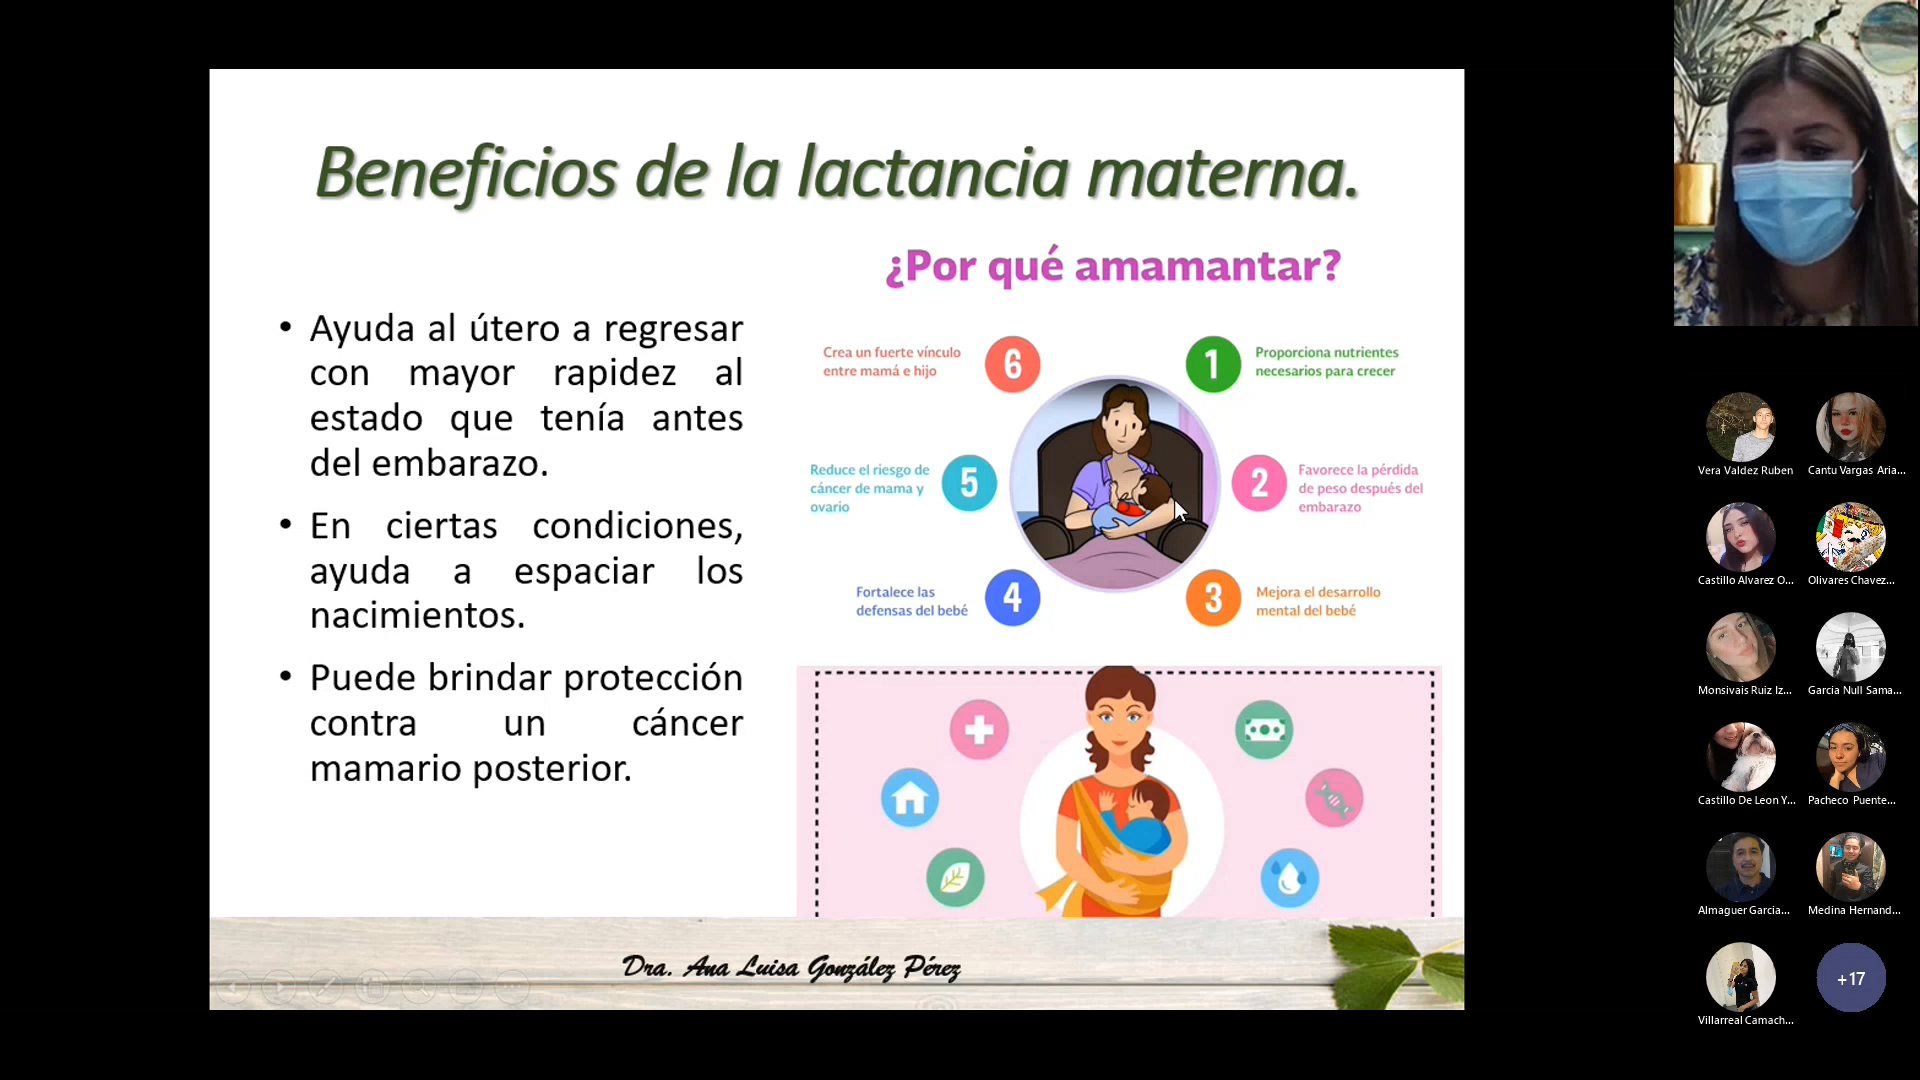 Beneficios de la lactancia materna.
• Ayuda al útero a regresar
con mayor rapidez al
estado que tenía antes
del embarazo.
• En ciertas condiciones,
ayuda a espaciar los
nacimientos.
• Puede brindar protección
contra un cáncer
mamario posterior.
¿Por qué amamantar?
Crea un fuerte vínculo
entre mamá e hijo
6
1
Proporciona nutrientes
necesarios para crecer
Reduce el riesgo de
cáncer de mama y
ovario
5
2
Favorece la pérdida
de peso después del
embarazo
Fortalece las
defensas del bebé
4
3
Mejora el desarrollo
mental del bebé
Dra. Ana Luisa González Pérez
Vera Valdez Ruben
Cantu Vargas Aria...
Castillo Alvarez O...
Olivares Chavez...
Monsivais Ruiz Iz...
Garcia Null Sama...
Castillo De Leon Y...
Pacheco Puente...
Almaguer Garcia...
Medina Hernand...
Villarreal Camach...
+17